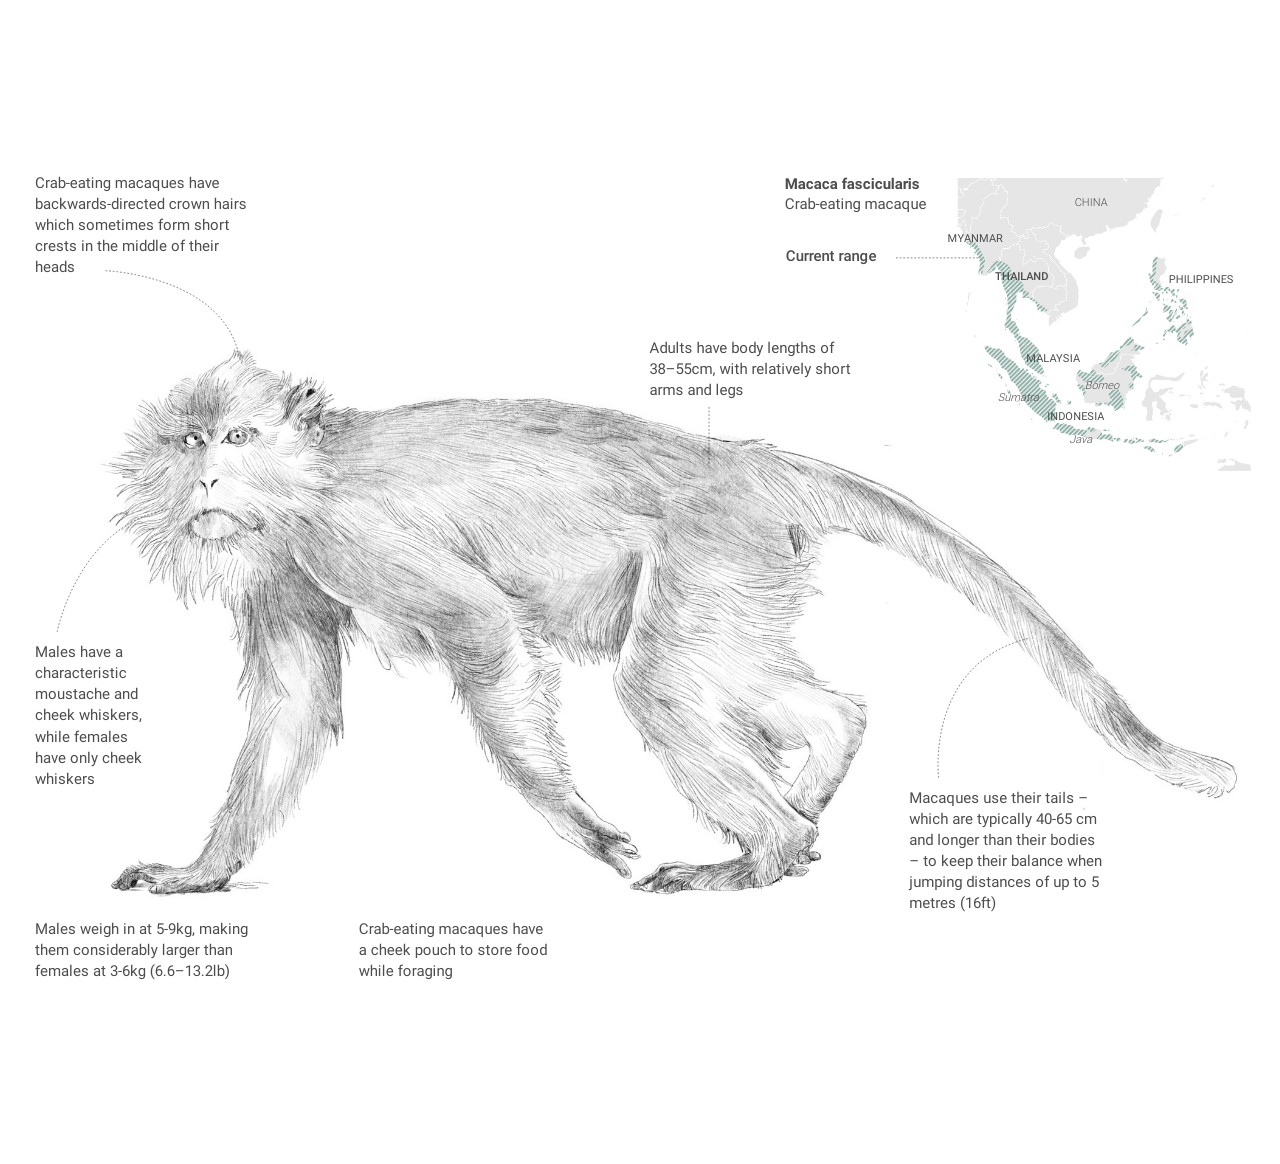 Crab-eating macaques have
backwards-directed crown hairs
which sometimes form short
crests in the middle of their
heads
Macaca fascicularis
Crab-eating macaque
Current range
CHINA
MYANMAR
THAILAND
PHILIPPINES
MALAYSIA
Borneo
Sumatra
INDONESIA
Java
Adults have body lengths of
38–55cm, with relatively short
arms and legs
Males have a
characteristic
moustache and
cheek whiskers,
while females
have only cheek
whiskers
Macaques use their tails –
which are typically 40-65 cm
and longer than their bodies
– to keep their balance when
jumping distances of up to 5
metres (16ft)
Males weigh in at 5-9kg, making
them considerably larger than
females at 3-6kg (6.6–13.2lb)
Crab-eating macaques have
a cheek pouch to store food
while foraging